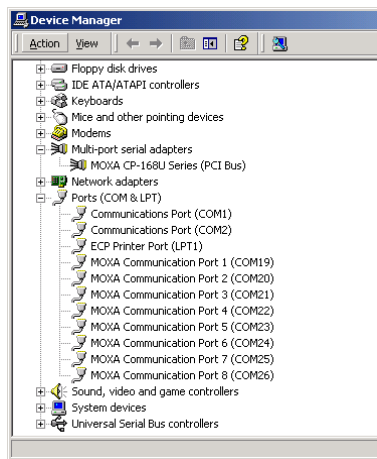 Device Manager
Action View
Floppy disk drives
IDE ATA/ATAPI controllers
Keyboards
Mice and other pointing devices
Modems
Multi-port serial adapters
MOXA CP-168U Series (PCI Bus)
Network adapters
Ports (COM & LPT)
Communications Port (COM1)
Communications Port (COM2)
ECP Printer Port (LPT1)
MOXA Communication Port 1 (COM19)
MOXA Communication Port 2 (COM20)
MOXA Communication Port 3 (COM21)
MOXA Communication Port 4 (COM22)
MOXA Communication Port 5 (COM23)
MOXA Communication Port 6 (COM24)
MOXA Communication Port 7 (COM25)
MOXA Communication Port 8 (COM26)
Sound, video and game controllers
System devices
Universal Serial Bus controllers